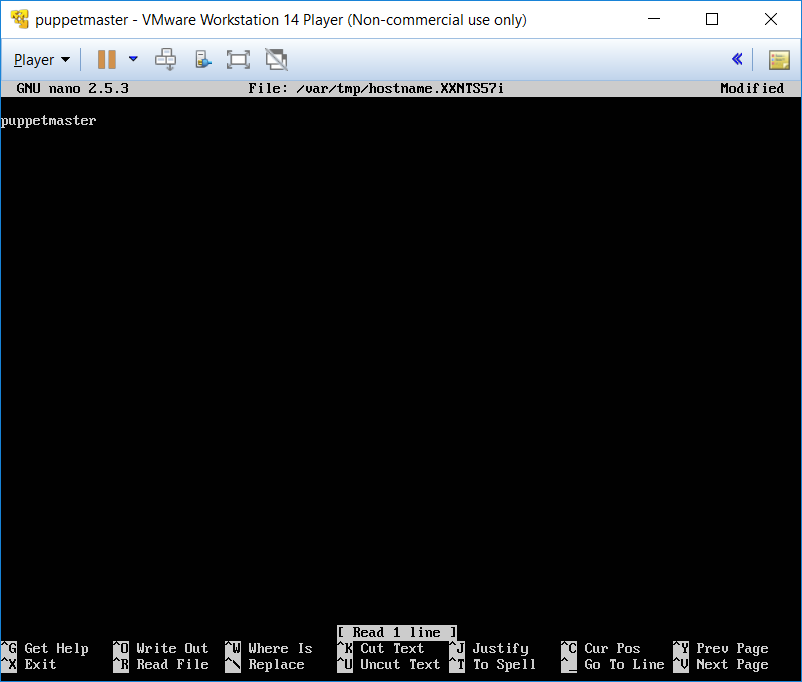 puppetmaster - VMware Workstation 14 Player (Non-commercial use only)
Player
GNU nano 2.5.3 File: /var/tmp/hostname.XXNTS57i Modified
puppetmaster
[ Read 1 line ]
^G Get Help ^O Write Out ^W Where Is ^K Cut Text ^J Justify ^C Cur Pos ^Y Prev Page
^X Exit ^R Read File ^\ Replace ^U Uncut Text ^T To Spell ^_ Go To Line ^V Next Page